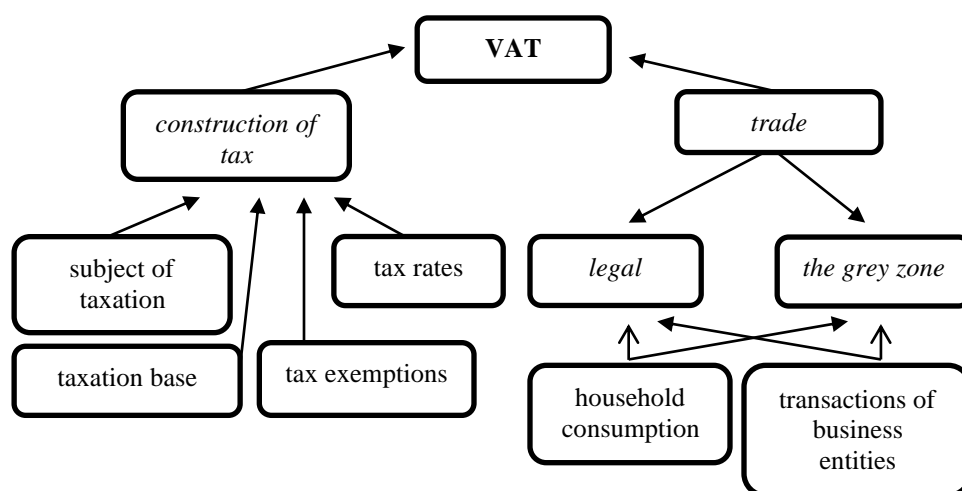 VAT
construction of
tax
trade
subject of
taxation
tax rates
legal
the grey zone
taxation base
tax exemptions
household
consumption
transactions of
business
entities